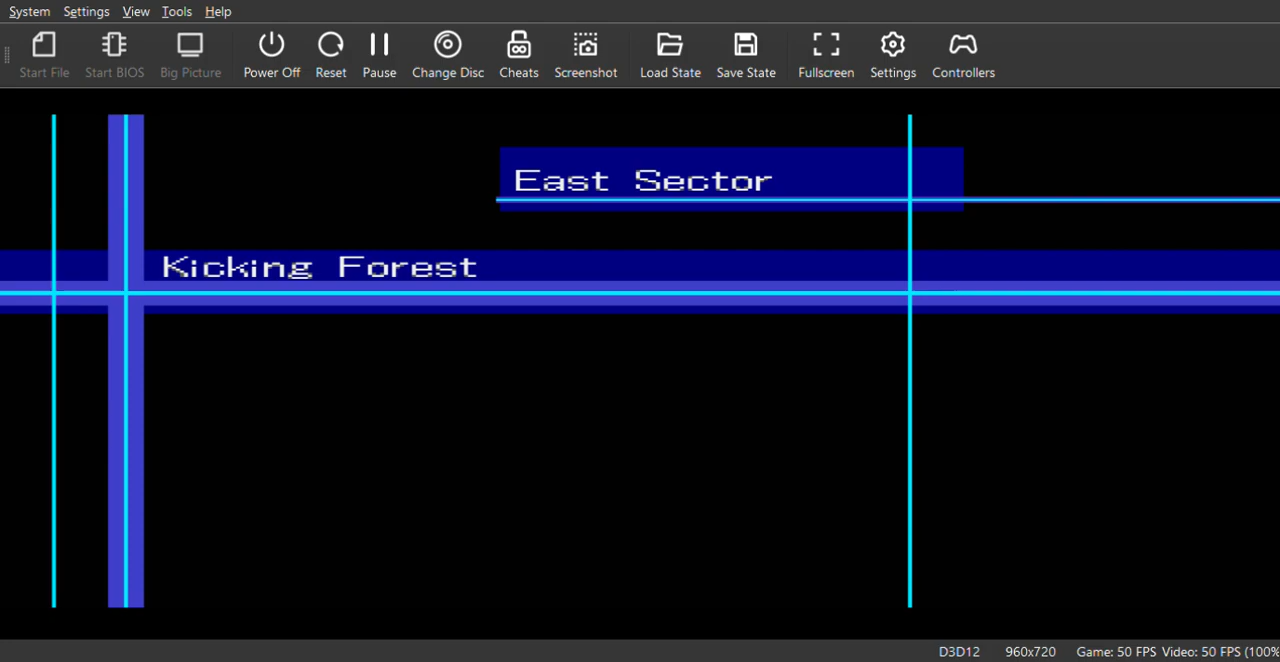 System Settings View Tools Help
Start File Start BIOS Big Picture Power Off Reset Pause Change Disc Cheats Screenshot Load State Save State Fullscreen Settings Controllers
East Sector
Kicking Forest
D3D12 960x720 Game: 50 FPS Video: 50 FPS (100%